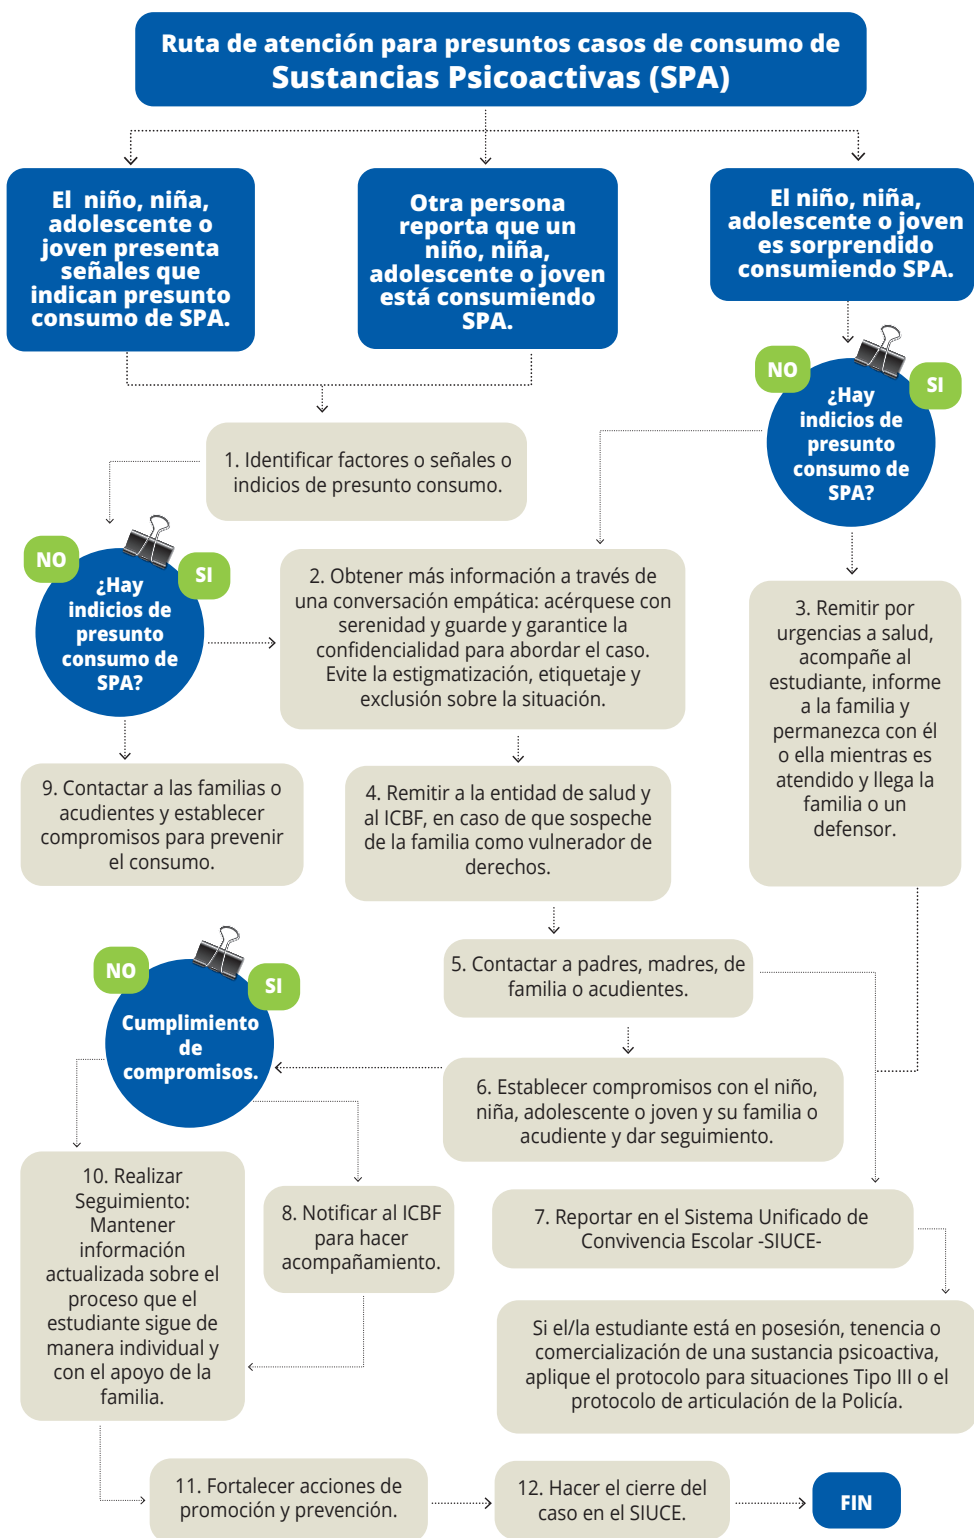 Ruta de atención para presuntos casos de consumo de
Sustancias Psicoactivas (SPA)
El niño, niña,
adolescente o
joven presenta
señales que
indican presunto
consumo de SPA.
Otra persona
reporta que un
niño, niña,
adolescente o joven
está consumiendo
SPA.
El niño, niña,
adolescente o joven
es sorprendido
consumiendo SPA.
NO
SI
¿Hay
indicios de
presunto
consumo de
SPA?
1. Identificar factores o señales o
indicios de presunto consumo.
NO
SI
¿Hay
indicios de
presunto
consumo de
SPA?
2. Obtener más información a través de
una conversación empática: acérquese con
serenidad y guarde y garantice la
confidencialidad para abordar el caso.
Evite la estigmatización, etiquetaje y
exclusión sobre la situación.
3. Remitir por
urgencias a salud,
acompañe al
estudiante, informe
a la familia y
permanezca con él
o ella mientras es
atendido y llega la
familia o un
defensor.
9. Contactar a las familias o
acudientes y establecer
compromisos para prevenir
el consumo.
4. Remitir a la entidad de salud y
al ICBF, en caso de que sospeche
de la familia como vulnerador de
derechos.
5. Contactar a padres, madres, de
familia o acudientes.
NO
SI
Cumplimiento
de
compromisos.
6. Establecer compromisos con el niño,
niña, adolescente o joven y su familia o
acudiente y dar seguimiento.
10. Realizar
Seguimiento:
Mantener
información
actualizada sobre el
proceso que el
estudiante sigue de
manera individual y
con el apoyo de la
familia.
8. Notificar al ICBF
para hacer
acompañamiento.
7. Reportar en el Sistema Unificado de
Convivencia Escolar -SIUCE-
Si el/la estudiante está en posesión, tenencia o
comercialización de una sustancia psicoactiva,
aplique el protocolo para situaciones Tipo III o el
protocolo de articulación de la Policía.
11. Fortalecer acciones de
promoción y prevención.
12. Hacer el cierre del
caso en el SIUCE.
FIN